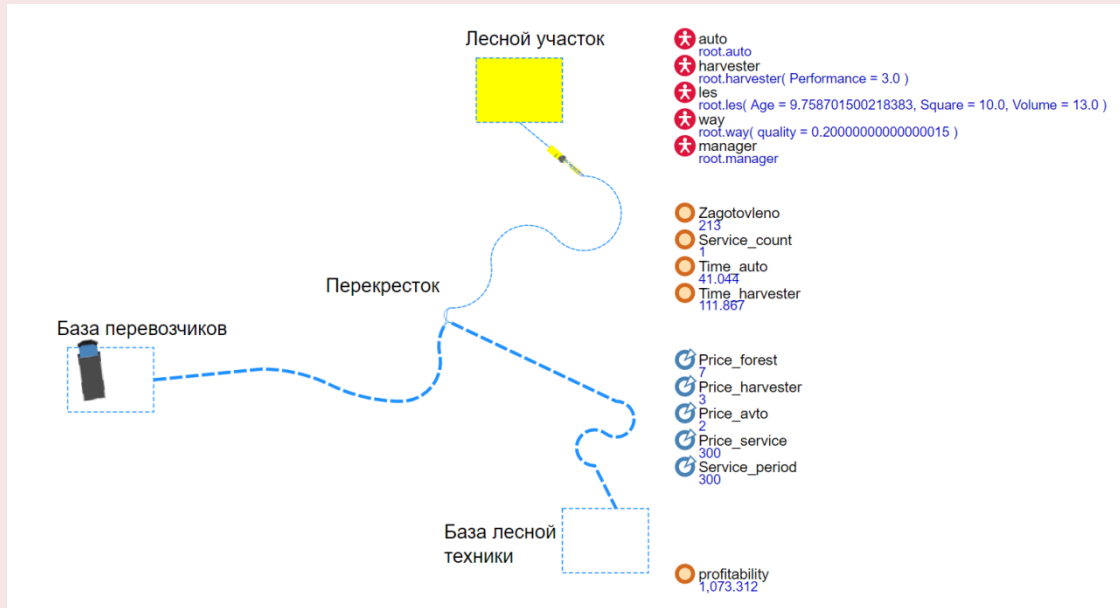 Лесной участок
Перекресток
База перевозчиков
База лесной
техники
auto
root.auto
harvester
root.harvester( Performance = 3.0 )
les
root.les( Age = 9.758701500218383, Square = 10.0, Volume = 13.0 )
way
root.way( quality = 0.20000000000000015 )
manager
root.manager
Zagotovleno
213
Service_count
1
Time_auto
41.044
Time_harvester
111.867
Price_forest
7
Price_harvester
3
Price_avto
2
Price_service
300
Service_period
300
profitability
1,073.312